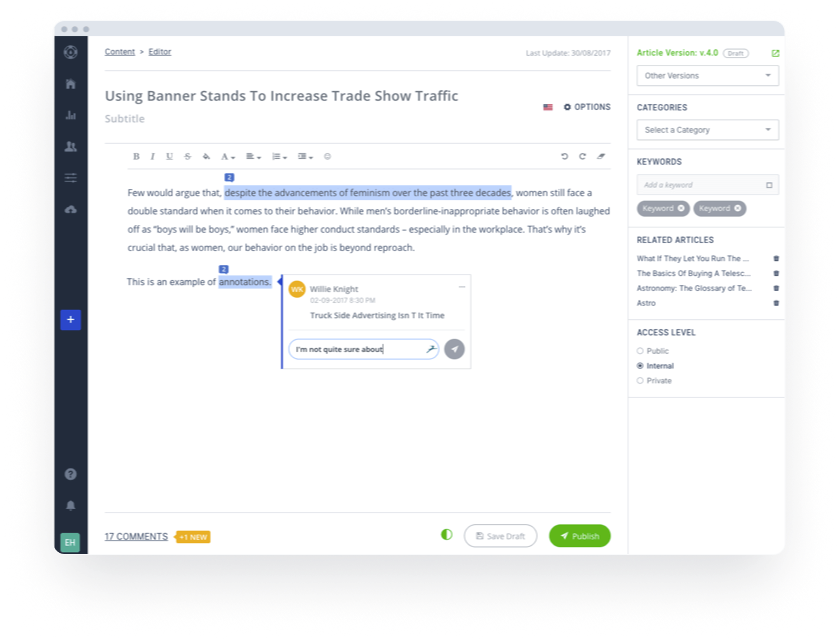 Content > Editor
Last Update: 30/08/2017
Using Banner Stands To Increase Trade Show Traffic
Subtitle
OPTIONS
B I U S A
2
Few would argue that, despite the advancements of feminism over the past three decades, women still face a
double standard when it comes to their behavior. While men's borderline-inappropriate behavior is often laughed
off as “boys will be boys,” women face higher conduct standards – especially in the workplace. That's why it's
crucial that, as women, our behavior on the job is beyond reproach.
2
This is an example of annotations.
WK
Willie Knight
02-09-2017 8:30 PM
Truck Side Advertising Isn T It Time
I'm not quite sure about
17 COMMENTS
+1 NEW
Save Draft
Publish
EH
Article Version: v.4.0
Draft
Other Versions
CATEGORIES
Select a Category
KEYWORDS
Add a keyword
Keyword
Keyword
RELATED ARTICLES
What If They Let You Run The ...
The Basics Of Buying A Telesc...
Astronomy: The Glossary of Te...
Astro
ACCESS LEVEL
Public
Internal
Private